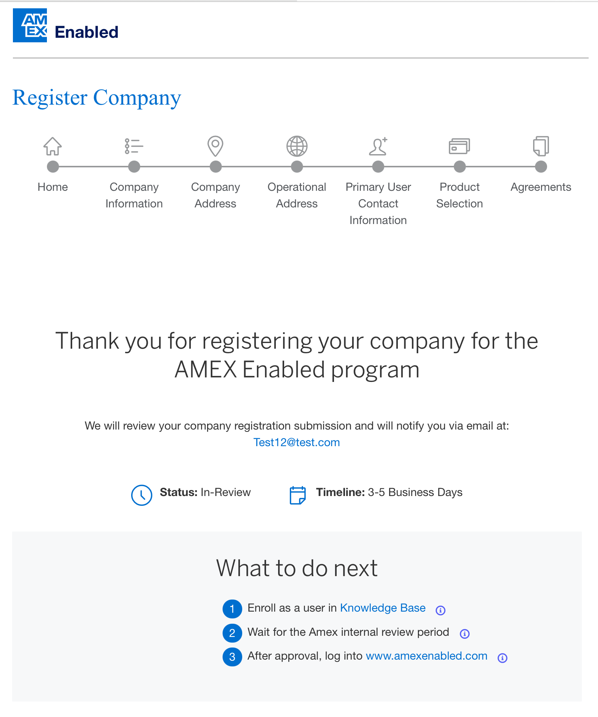 AM
EX
Enabled
Register Company
Home
Company
Information
Company
Address
Operational
Address
Primary User
Contact
Information
Product
Selection
Agreements
Thank you for registering your company for the
AMEX Enabled program
We will review your company registration submission and will notify you via email at:
Test12@test.com
Status: In-Review
Timeline: 3-5 Business Days
What to do next
1 Enroll as a user in Knowledge Base
2 Wait for the Amex internal review period
3 After approval, log into www.amexenabled.com